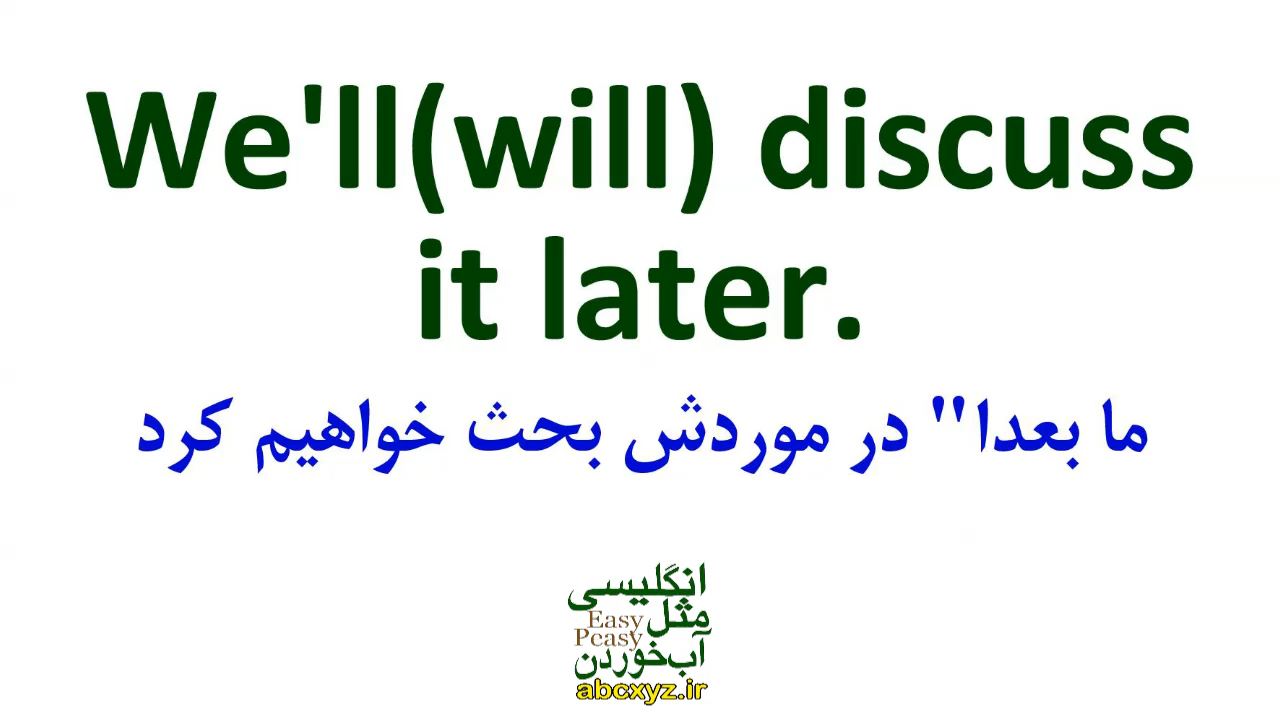 We'll(will) discuss
it later.
ما بعدا" در موردش بحث خواهیم کرد
انگلیسی
مثل
Easy
Peasy
آب‌خوردن
abcxyz.ir